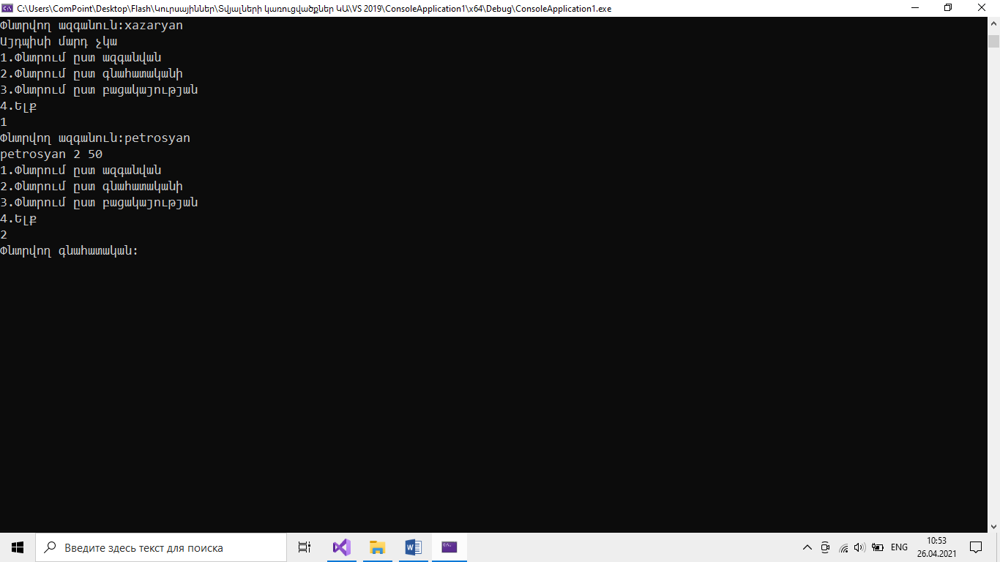 C:\Users\ComPoint\Desktop\Flash\Կուրսայիններ\Տվյալների կառուցվածքներ ԿԱ\VS 2019\ConsoleApplication1\x64\Debug\ConsoleApplication1.exe
Փնտրվող ազգանուն:xazaryan
Այդպիսի մարդ չկա
1.Փնտրում ըստ ազգանվան
2.Փնտրում ըստ գնահատականի
3.Փնտրում ըստ բացակայության
4.Ելք
1
Փնտրվող ազգանուն:petrosyan
petrosyan 2 50
1.Փնտրում ըստ ազգանվան
2.Փնտրում ըստ գնահատականի
3.Փնտրում ըստ բացակայության
4.Ելք
2
Փնտրվող գնահատական:
Введите здесь текст для поиска
ENG
10:53
26.04.2021